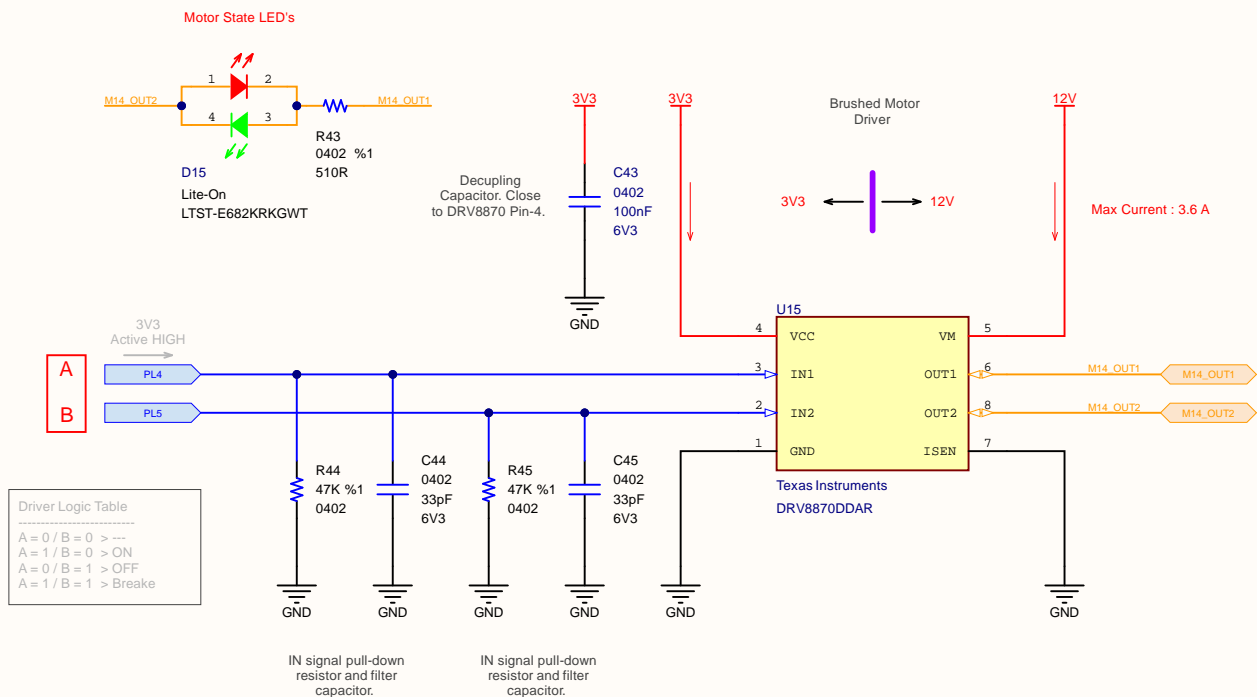 Motor State LED's
1
2
M14_OUT2
M14_OUT1
4
3
R43
0402 %1
510R
D15
Lite-On
LTST-E682KRKGWT
3V3
Decupling
Capacitor. Close
to DRV8870 Pin-4.
C43
0402
100nF
6V3
GND
3V3
Brushed Motor
Driver
12V
3V3
12V
Max Current : 3.6 A
U15
4
VCC
VM
5
3
IN1
OUT1
6
2
IN2
OUT2
8
1
GND
ISEN
7
Texas Instruments
DRV8870DDAR
M14_OUT1
M14_OUT1
M14_OUT2
M14_OUT2
3V3
Active HIGH
A
PL4
B
PL5
R44
47K %1
0402
C44
0402
33pF
6V3
R45
47K %1
0402
C45
0402
33pF
6V3
Driver Logic Table
--------------------------
A = 0 / B = 0 > ---
A = 1 / B = 0 > ON
A = 0 / B = 1 > OFF
A = 1 / B = 1 > Breake
GND
GND
GND
GND
GND
GND
IN signal pull-down
resistor and filter
capacitor.
IN signal pull-down
resistor and filter
capacitor.